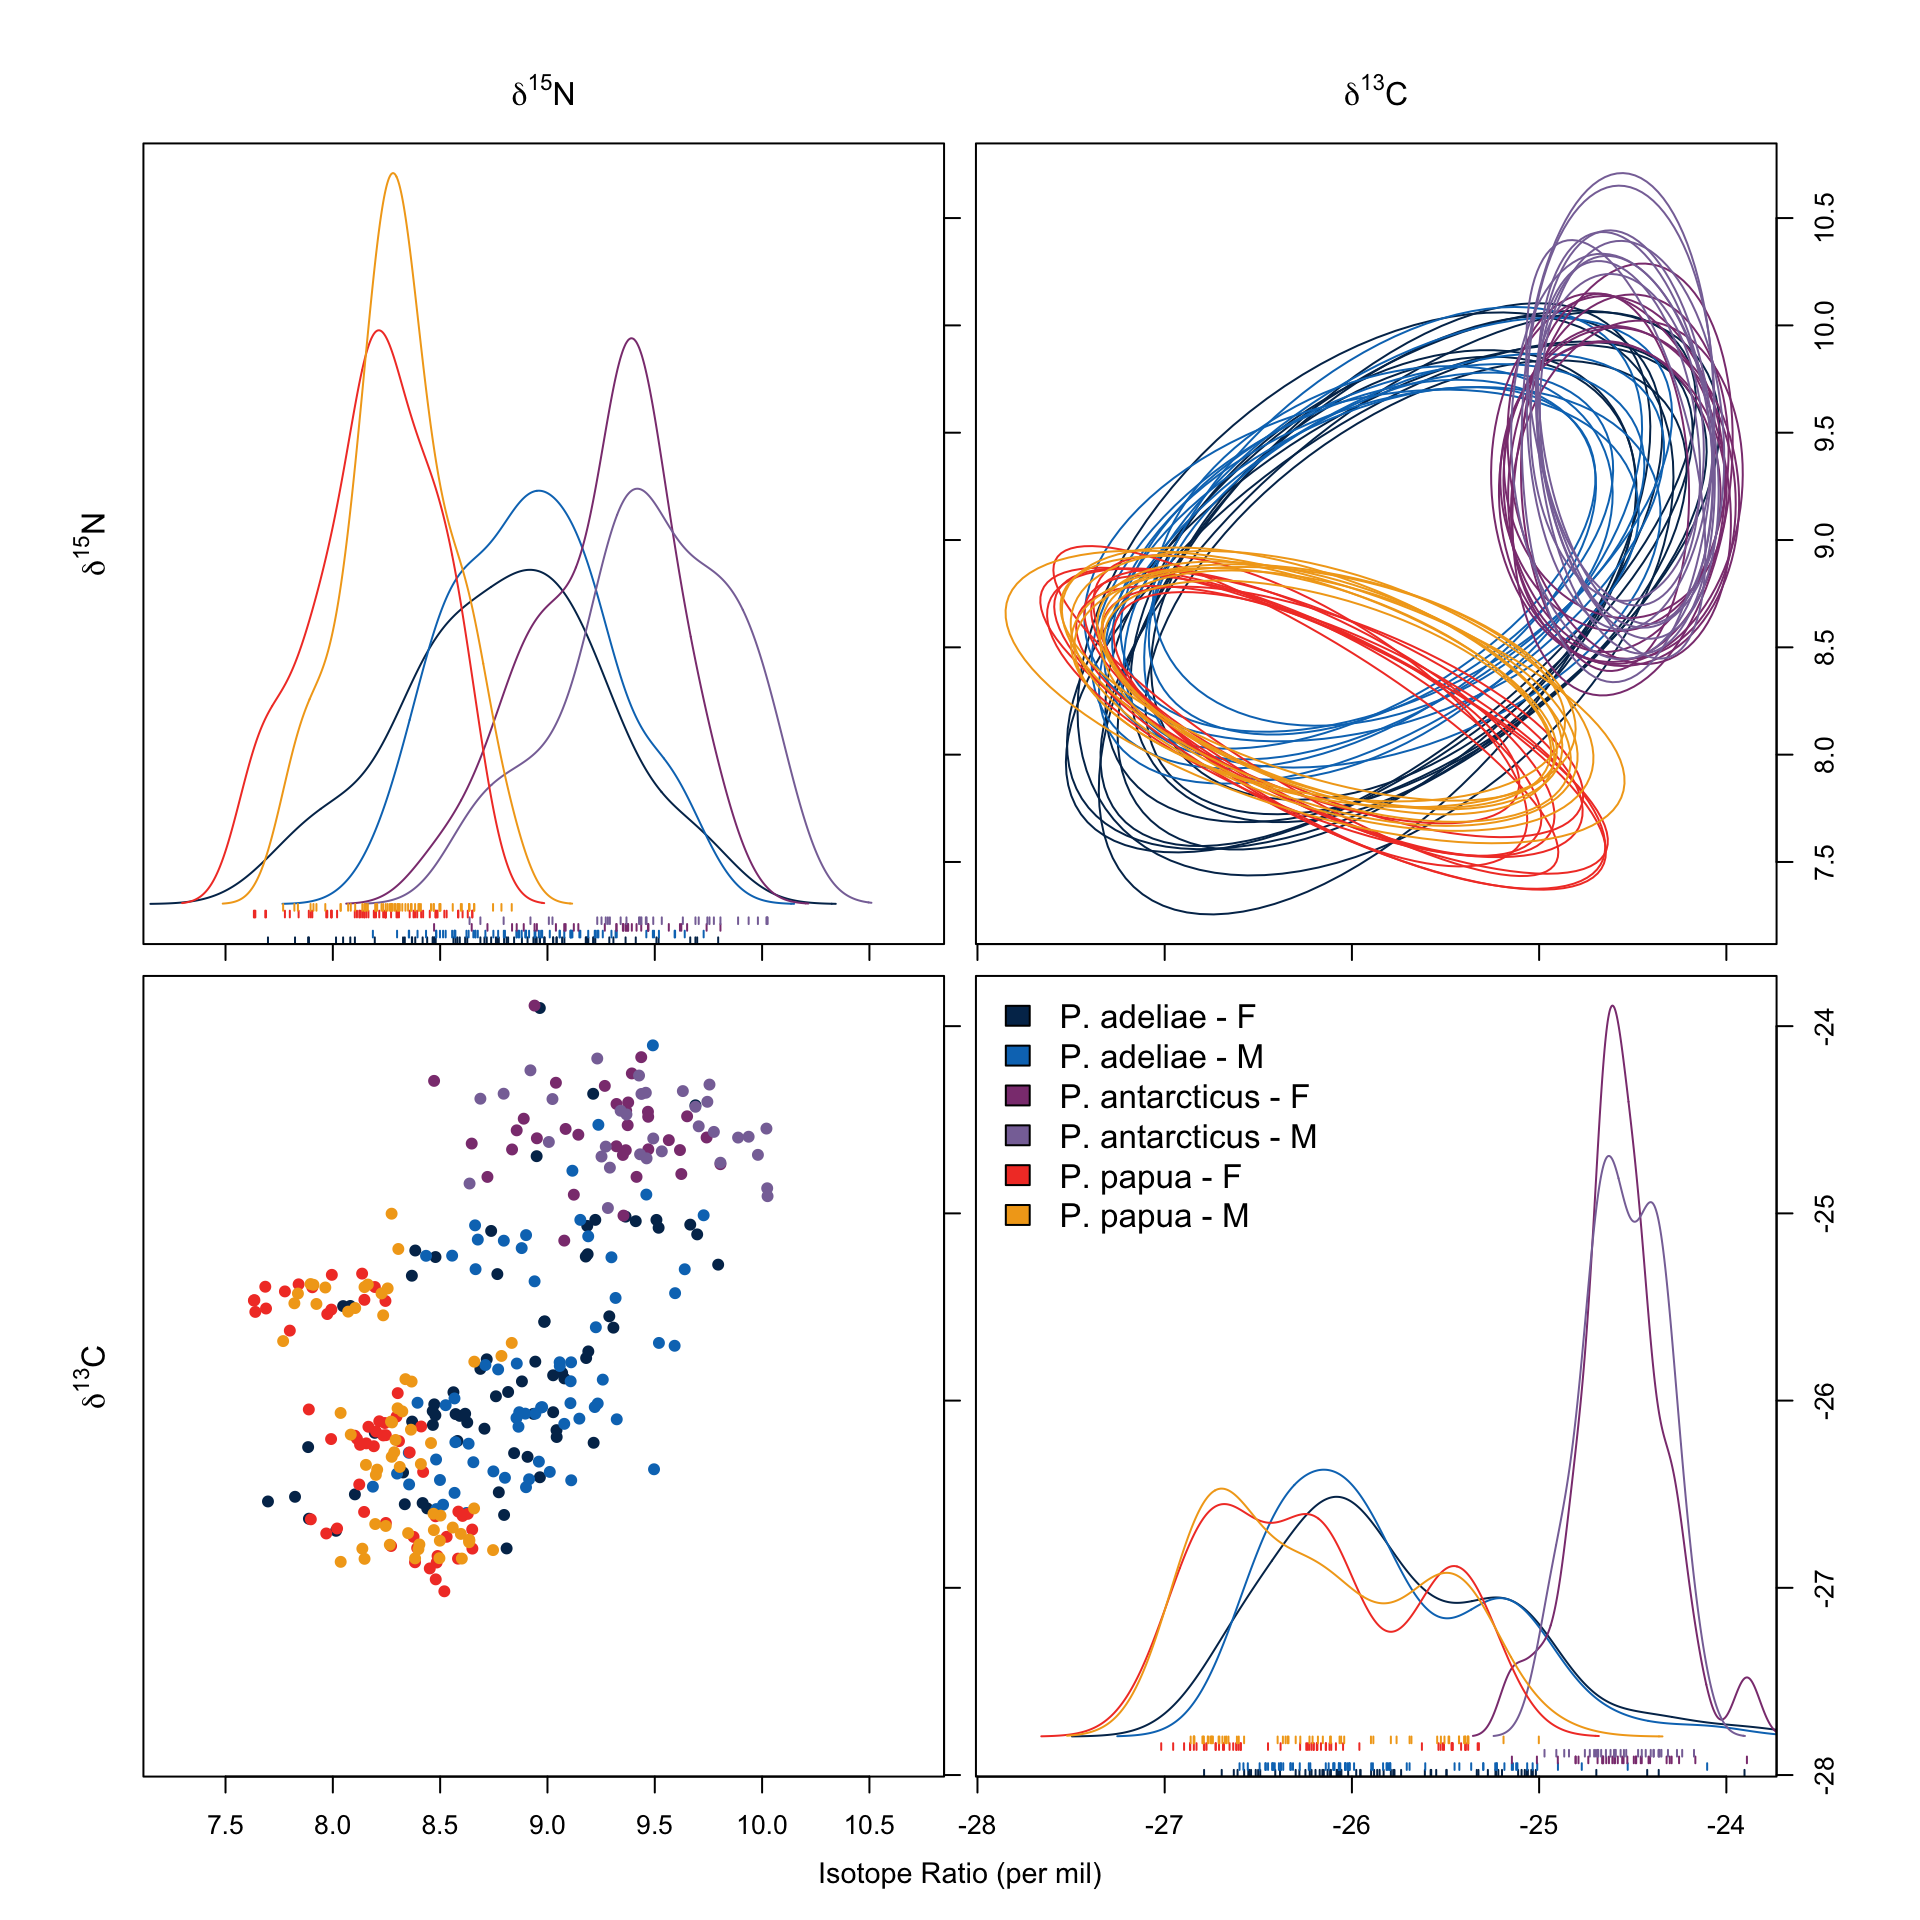 δ¹⁵N
δ¹³C
δ¹⁵N
10.5
10.0
9.5
9.0
8.5
8.0
7.5
δ¹³C
P. adeliae - F
P. adeliae - M
P. antarcticus - F
P. antarcticus - M
P. papua - F
P. papua - M
-24
-25
-26
-27
-28
7.5 8.0 8.5 9.0 9.5 10.0 10.5
-28 -27 -26 -25 -24
Isotope Ratio (per mil)